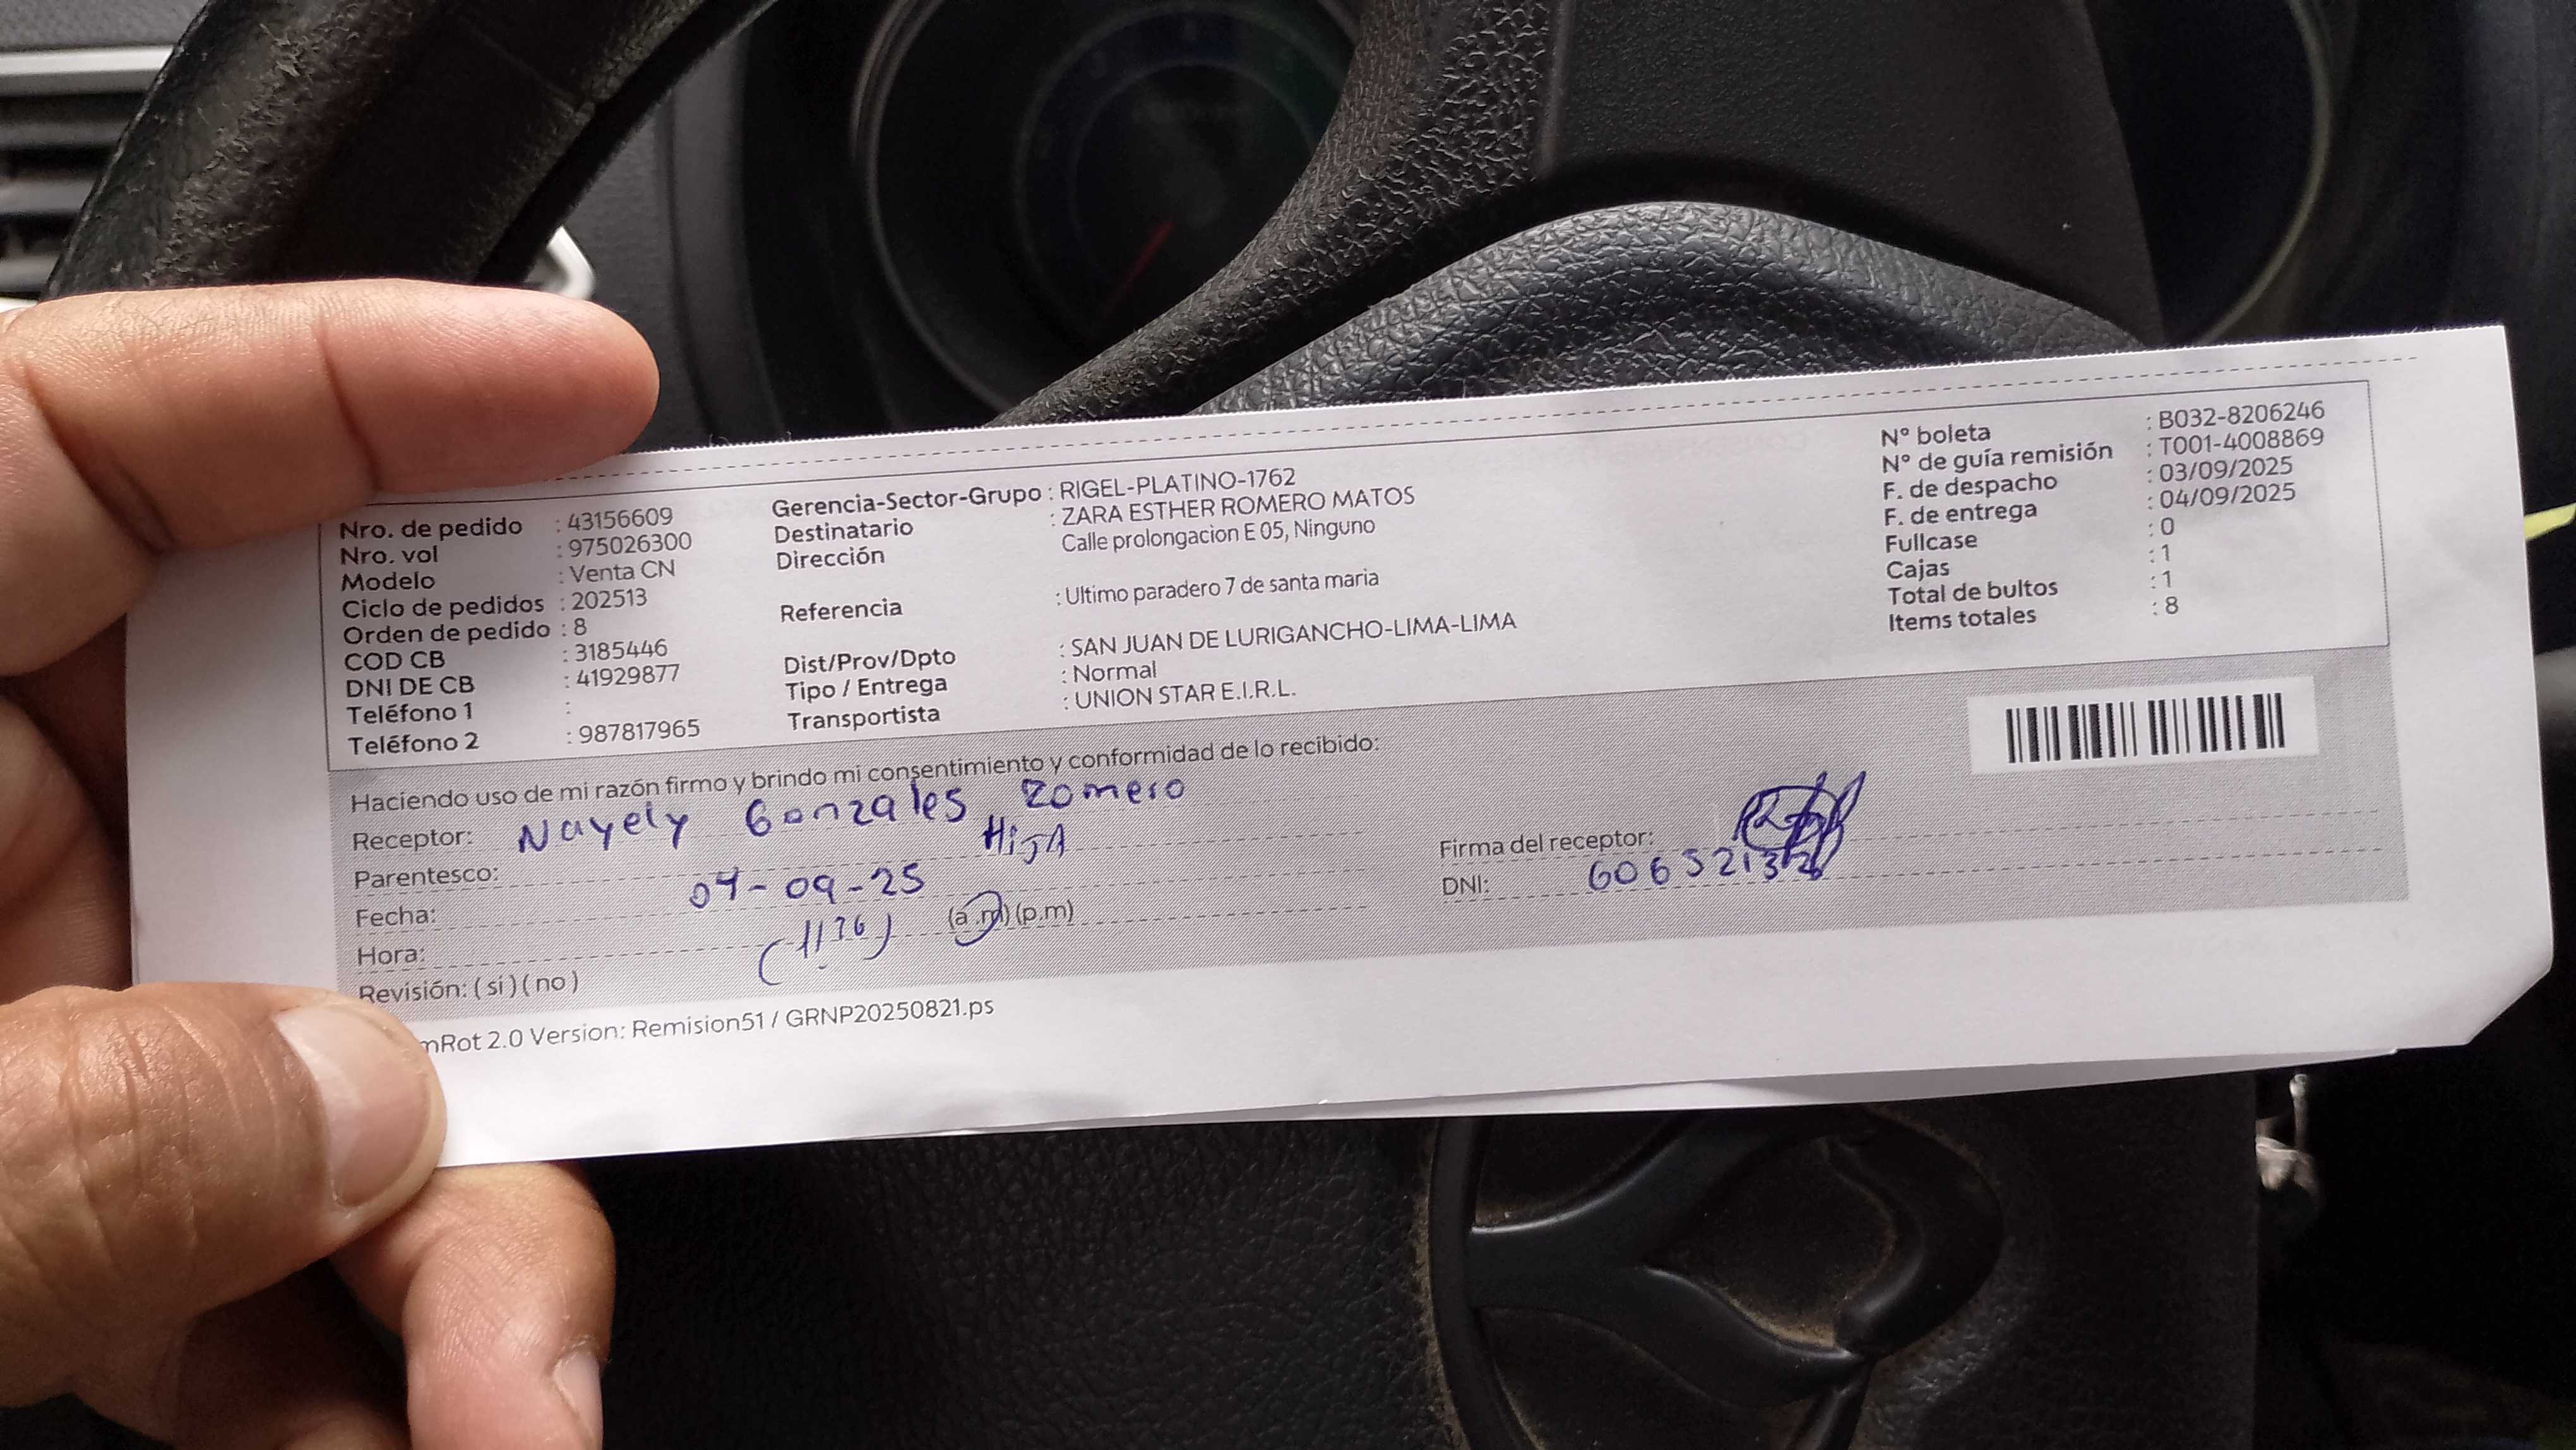 Nro. de pedido : 43156609
Nro. vol : 975026300
Modelo : Venta CN
Ciclo de pedidos : 202513
Orden de pedido : 8
COD CB : 3185446
DNI DE CB : 41929877
Teléfono 1 :
Teléfono 2 : 987817965
Gerencia-Sector-Grupo : RIGEL-PLATINO-1762
Destinatario : ZARA ESTHER ROMERO MATOS
Dirección Calle prolongacion E 05, Ninguno
Referencia : Ultimo paradero 7 de santa maria
Dist/Prov/Dpto : SAN JUAN DE LURIGANCHO-LIMA-LIMA
Tipo / Entrega : Normal
Transportista : UNION STAR E.I.R.L.
N° boleta : B032-8206246
N° de guía remisión : T001-4008869
F. de despacho : 03/09/2025
F. de entrega : 04/09/2025
Fullcase : 0
Cajas : 1
Total de bultos : 1
Items totales : 8
Haciendo uso de mi razón firmo y brindo mi consentimiento y conformidad de lo recibido:
Receptor: Nayely Gonzales Romero
Parentesco: HiJA
Fecha: 04-09-25
Hora: (a.m)(p.m)
Revisión: ( si ) ( no )
Firma del receptor:
DNI:
mRot 2.0 Version: Remision51 / GRNP20250821.ps